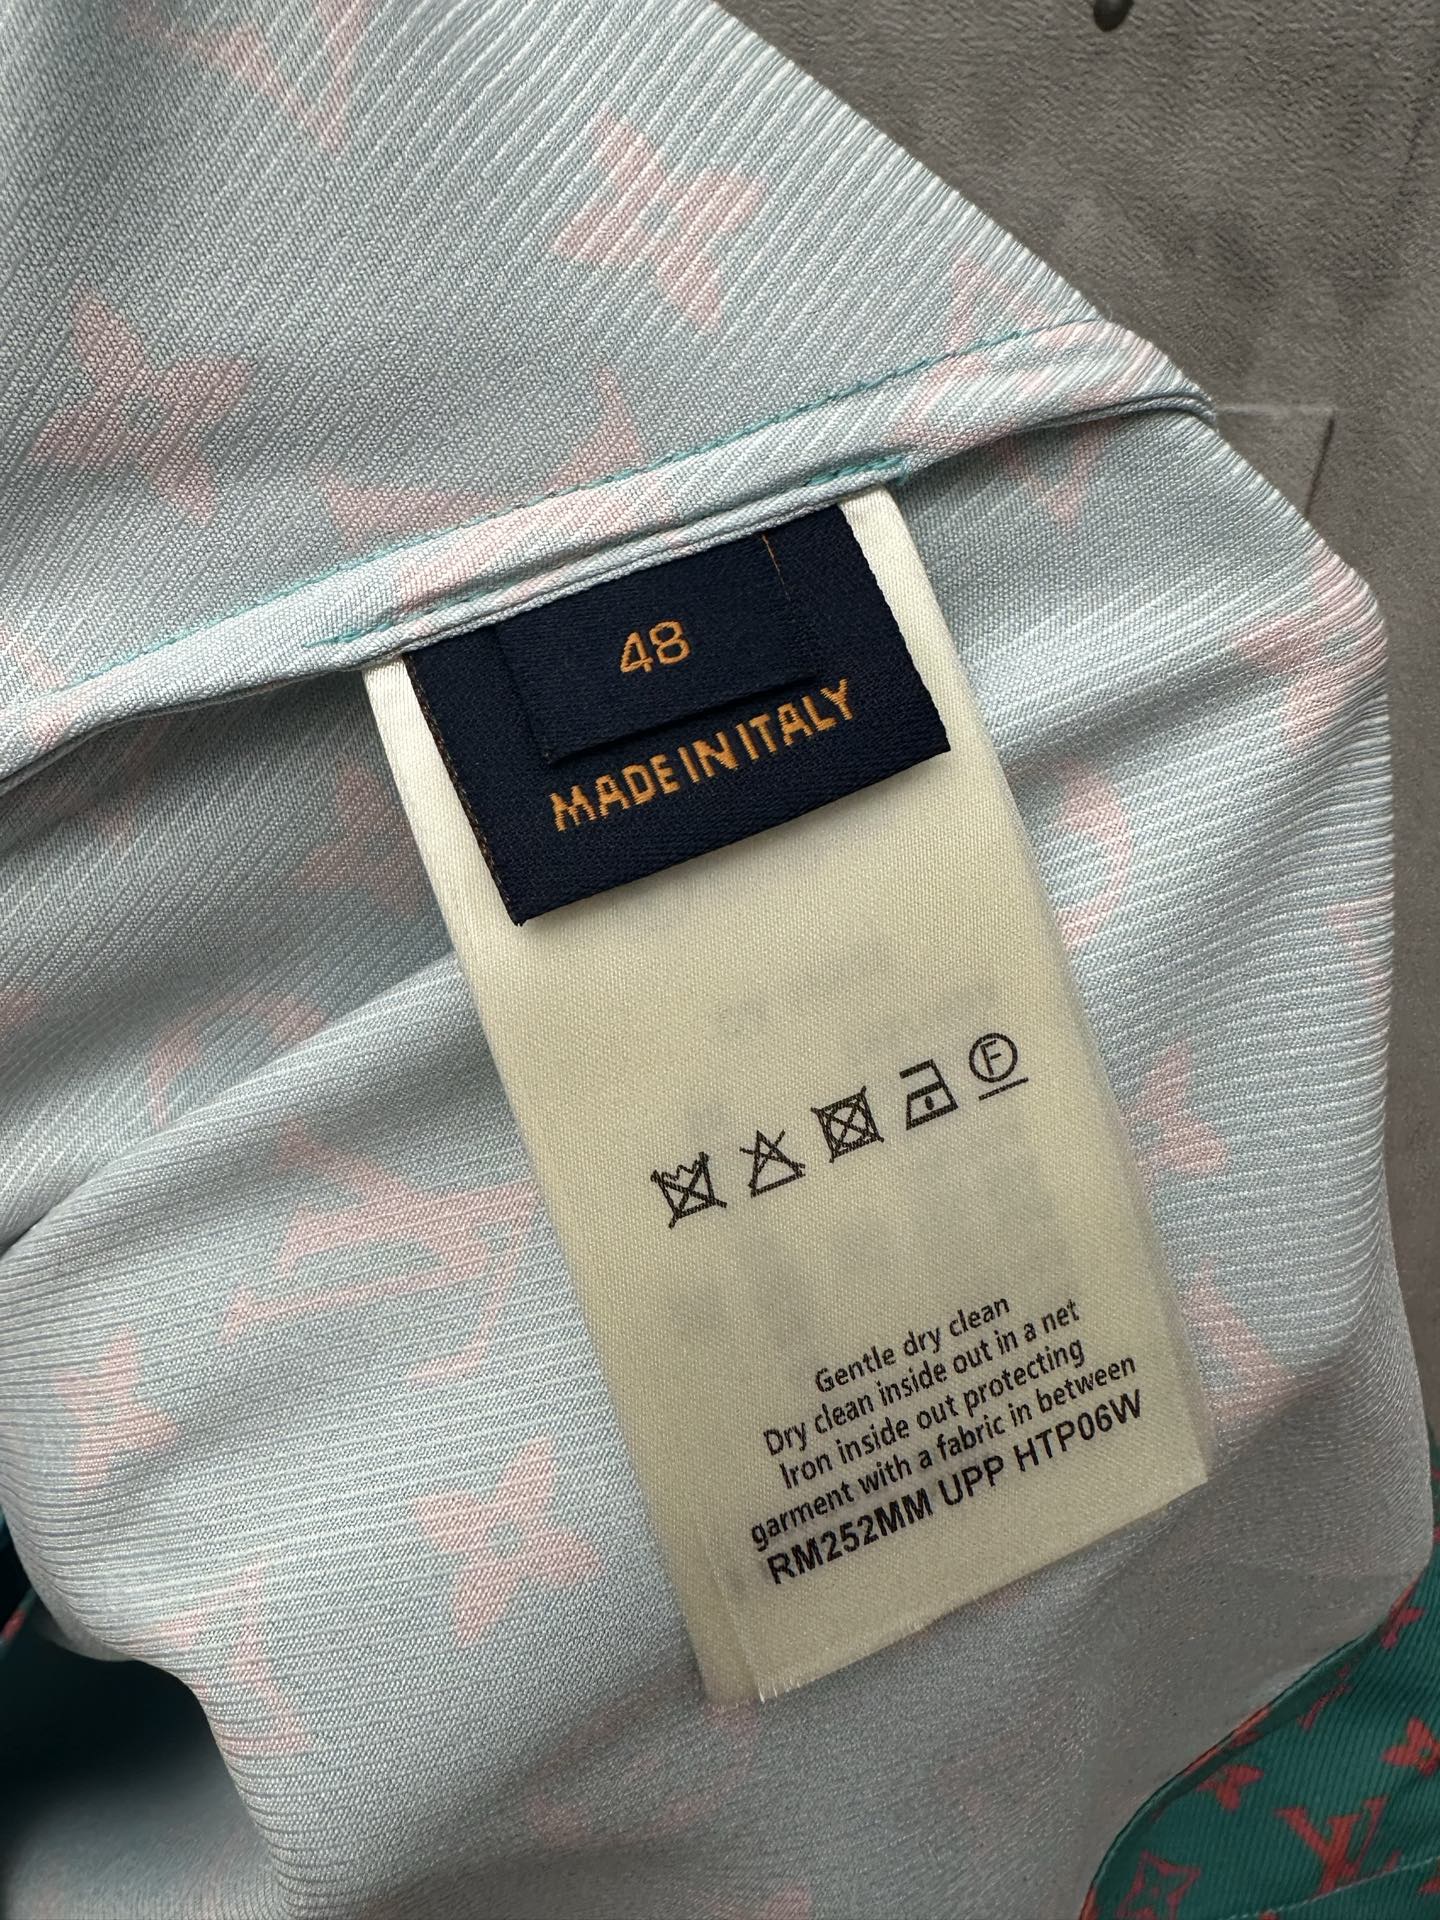 48
MADE IN ITALY
F
Gentle dry clean
Dry clean inside out in a net
Iron inside out protecting
garment with a fabric in between
RM252MM UPP HTP06W